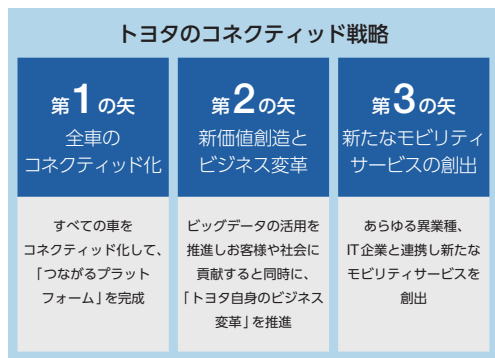 トヨタのコネクティッド戦略
第1の矢
全車の
コネクティッド化
すべての車を
コネクティッド化して、
「つながるプラット
フォーム」を完成
第2の矢
新価値創造と
ビジネス変革
ビッグデータの活用を
推進しお客様や社会に
貢献すると同時に、
「トヨタ自身のビジネス
変革」を推進
第3の矢
新たなモビリティ
サービスの創出
あらゆる異業種、
IT企業と連携し新たな
モビリティサービスを
創出